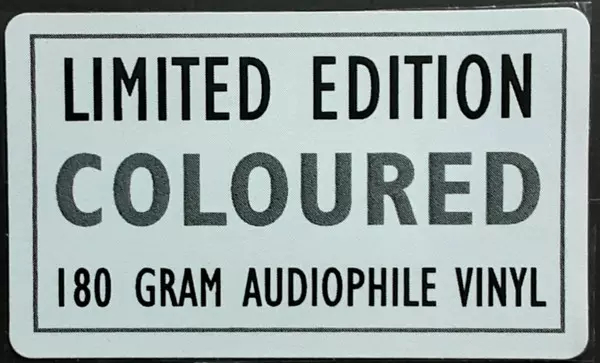 LIMITED EDITION
COLOURED
180 GRAM AUDIOPHILE VINYL